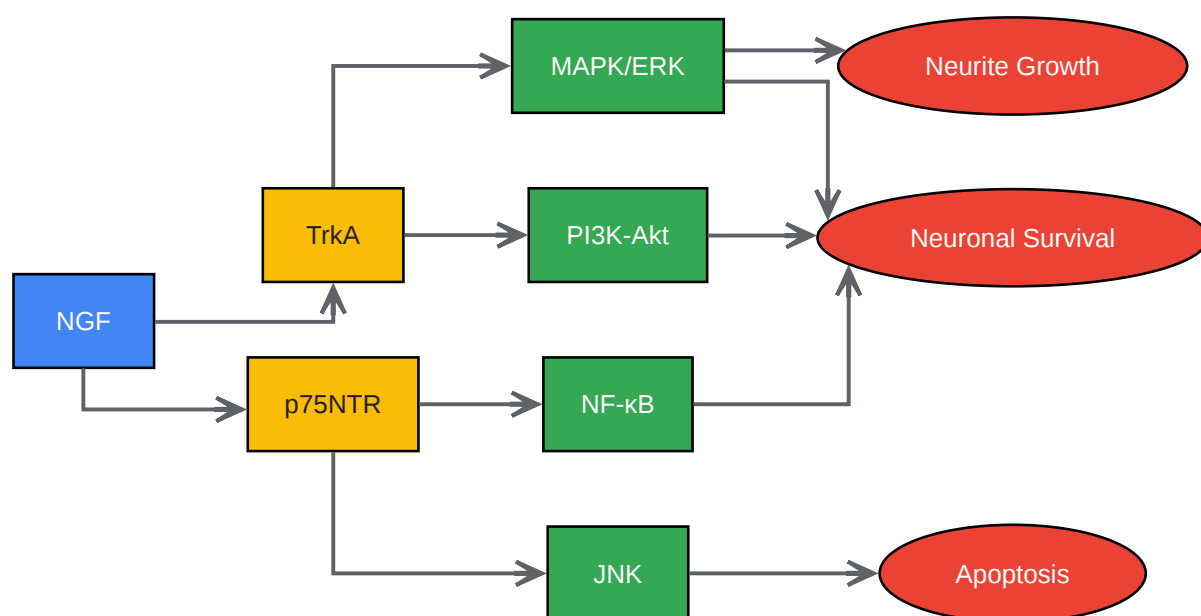 MAPK/ERK
Neurite Growth
TrkA
PI3K-Akt
Neuronal Survival
NGF
p75NTR
NF-κB
JNK
Apoptosis